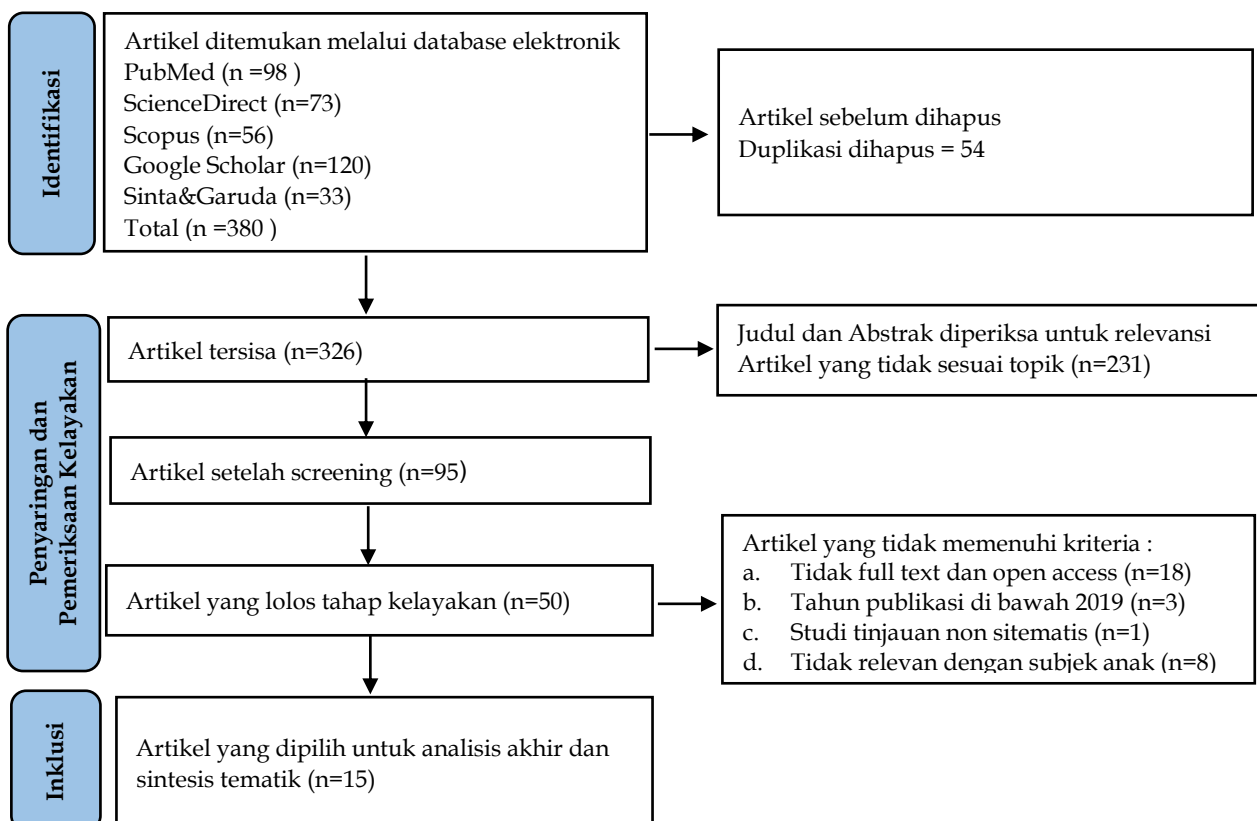 Identifikasi
Artikel ditemukan melalui database elektronik
PubMed (n =98 )
ScienceDirect (n=73)
Scopus (n=56)
Google Scholar (n=120)
Sinta&Garuda (n=33)
Total (n =380 )
Artikel sebelum dihapus
Duplikasi dihapus = 54
Penyaringan dan
Pemeriksaan Kelayakan
Artikel tersisa (n=326)
Judul dan Abstrak diperiksa untuk relevansi
Artikel yang tidak sesuai topik (n=231)
Artikel setelah screening (n=95)
Artikel yang lolos tahap kelayakan (n=50)
Artikel yang tidak memenuhi kriteria :
a. Tidak full text dan open access (n=18)
b. Tahun publikasi di bawah 2019 (n=3)
c. Studi tinjauan non sitematis (n=1)
d. Tidak relevan dengan subjek anak (n=8)
Inklusi
Artikel yang dipilih untuk analisis akhir dan
sintesis tematik (n=15)